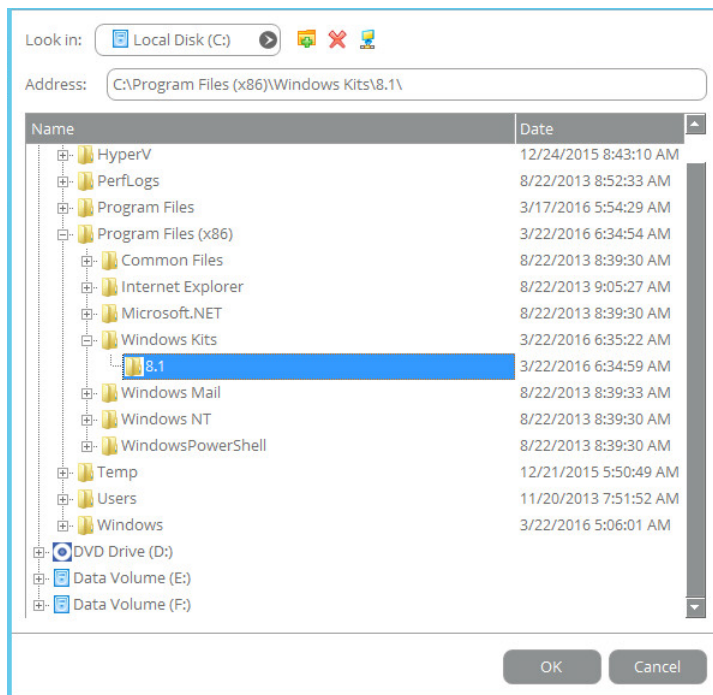 Look in: Local Disk (C:)
Address: C:\Program Files (x86)\Windows Kits\8.1\
Name Date
HyperV 12/24/2015 8:43:10 AM
PerfLogs 8/22/2013 8:52:33 AM
Program Files 3/17/2016 5:54:29 AM
Program Files (x86) 3/22/2016 6:34:54 AM
Common Files 8/22/2013 8:39:30 AM
Internet Explorer 8/22/2013 9:05:27 AM
Microsoft.NET 8/22/2013 8:39:30 AM
Windows Kits 3/22/2016 6:35:22 AM
8.1 3/22/2016 6:34:59 AM
Windows Mail 8/22/2013 8:39:33 AM
Windows NT 8/22/2013 8:39:30 AM
WindowsPowerShell 8/22/2013 8:39:30 AM
Temp 12/21/2015 5:50:49 AM
Users 11/20/2013 7:51:52 AM
Windows 3/22/2016 5:06:01 AM
DVD Drive (D:)
Data Volume (E:)
Data Volume (F:)
OK Cancel